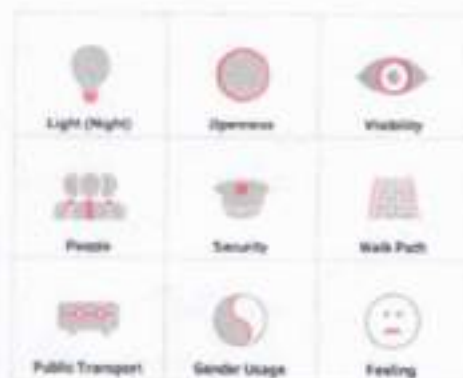 Light (Night)
Openness
Visibility
People
Security
Walk Path
Public Transport
Gender Usage
Feeling